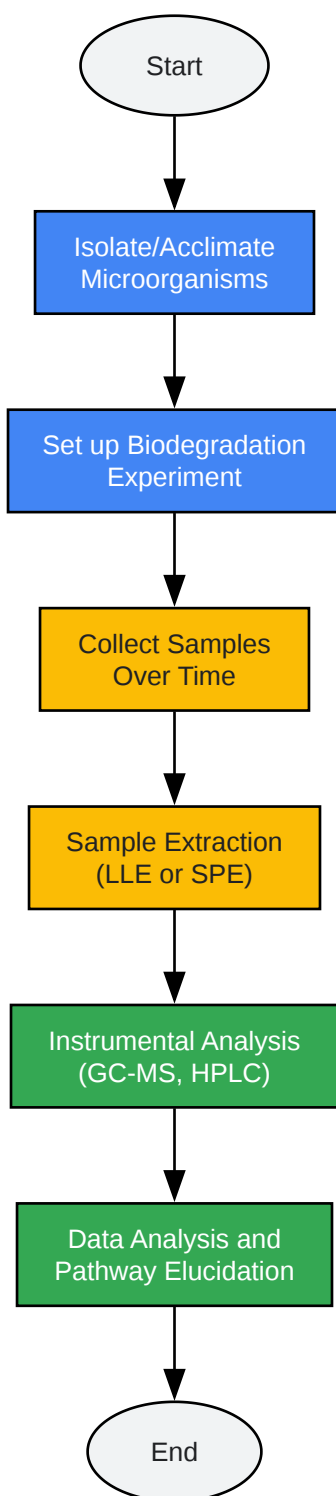 Start
Isolate/Acclimate
Microorganisms
Set up Biodegradation
Experiment
Collect Samples
Over Time
Sample Extraction
(LLE or SPE)
Instrumental Analysis
(GC-MS, HPLC)
Data Analysis and
Pathway Elucidation
End